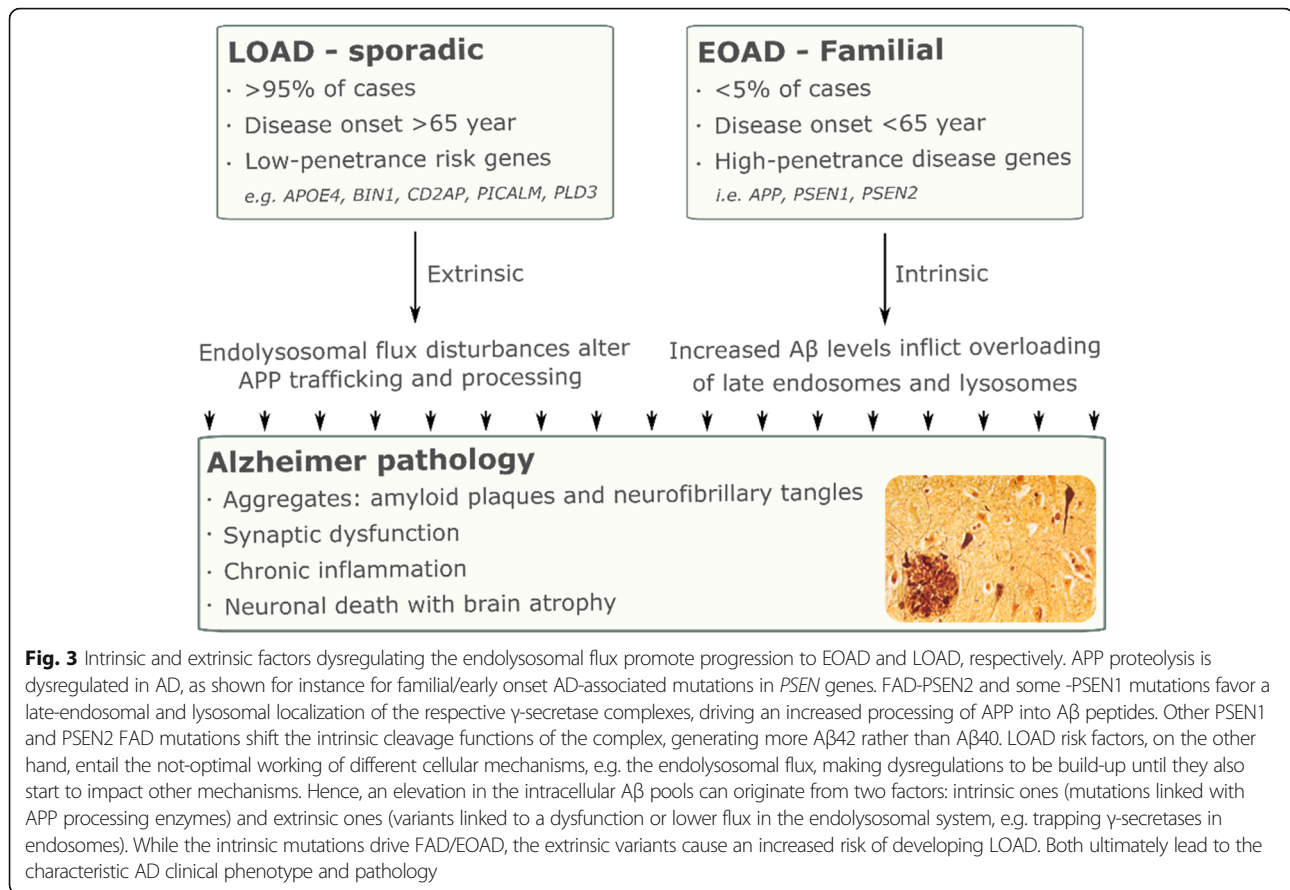 LOAD - sporadic
· >95% of cases
· Disease onset >65 year
· Low-penetrance risk genes
e.g. APOE4, BIN1, CD2AP, PICALM, PLD3
EOAD - Familial
· <5% of cases
· Disease onset <65 year
· High-penetrance disease genes
i.e. APP, PSEN1, PSEN2
Extrinsic
Intrinsic
Endolysosomal flux disturbances alter
APP trafficking and processing
Increased Aβ levels inflict overloading
of late endosomes and lysosomes
Alzheimer pathology
· Aggregates: amyloid plaques and neurofibrillary tangles
· Synaptic dysfunction
· Chronic inflammation
· Neuronal death with brain atrophy
Fig. 3 Intrinsic and extrinsic factors dysregulating the endolysosomal flux promote progression to EOAD and LOAD, respectively. APP proteolysis is
dysregulated in AD, as shown for instance for familial/early onset AD-associated mutations in PSEN genes. FAD-PSEN2 and some -PSEN1 mutations favor a
late-endosomal and lysosomal localization of the respective γ-secretase complexes, driving an increased processing of APP into Aβ peptides. Other PSEN1
and PSEN2 FAD mutations shift the intrinsic cleavage functions of the complex, generating more Aβ42 rather than Aβ40. LOAD risk factors, on the other
hand, entail the not-optimal working of different cellular mechanisms, e.g. the endolysosomal flux, making dysregulations to be build-up until they also
start to impact other mechanisms. Hence, an elevation in the intracellular Aβ pools can originate from two factors: intrinsic ones (mutations linked with
APP processing enzymes) and extrinsic ones (variants linked to a dysfunction or lower flux in the endolysosomal system, e.g. trapping γ-secretases in
endosomes). While the intrinsic mutations drive FAD/EOAD, the extrinsic variants cause an increased risk of developing LOAD. Both ultimately lead to the
characteristic AD clinical phenotype and pathology